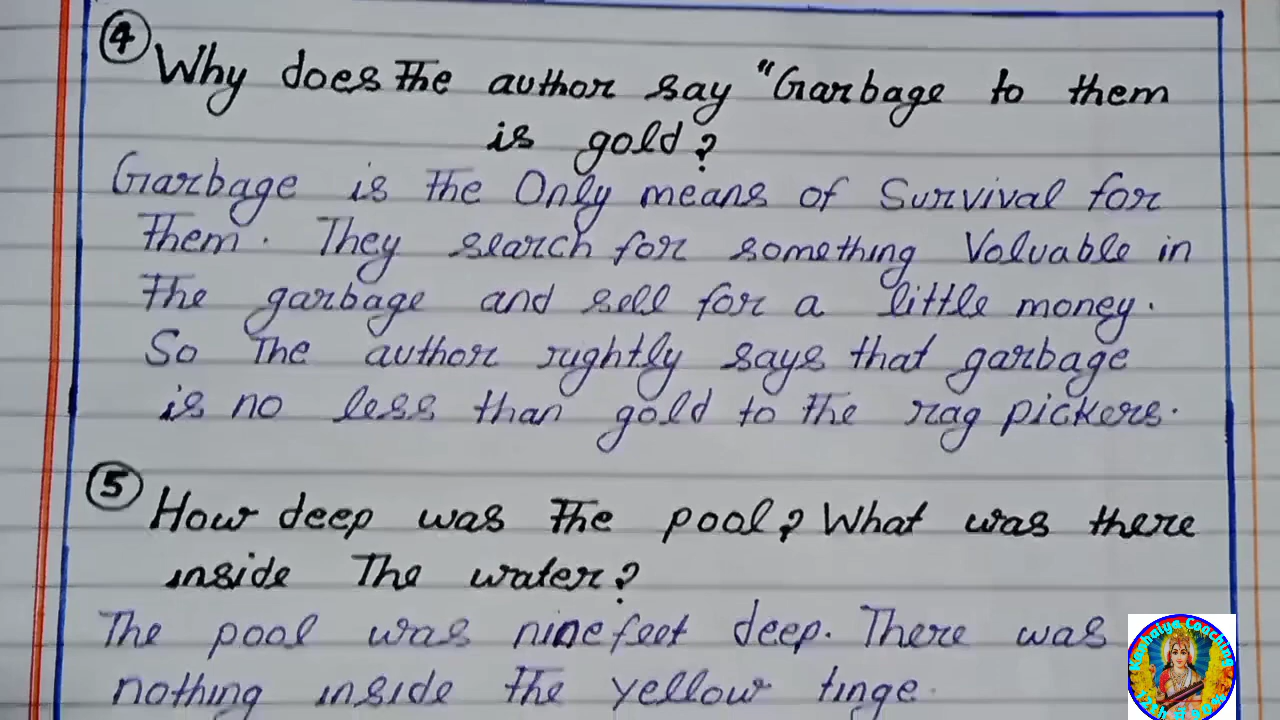 ④ Why does the author say "Garbage to them
is gold?
Garbage is the Only means of Survival for
them. They search for something Valuable in
the garbage and sell for a little money.
So the author rightly says that garbage
is no less than gold to the rag pickers.
⑤ How deep was the pool? What was there
inside the water?
The pool was nine feet deep. There was
nothing inside the yellow tinge.
Coaching